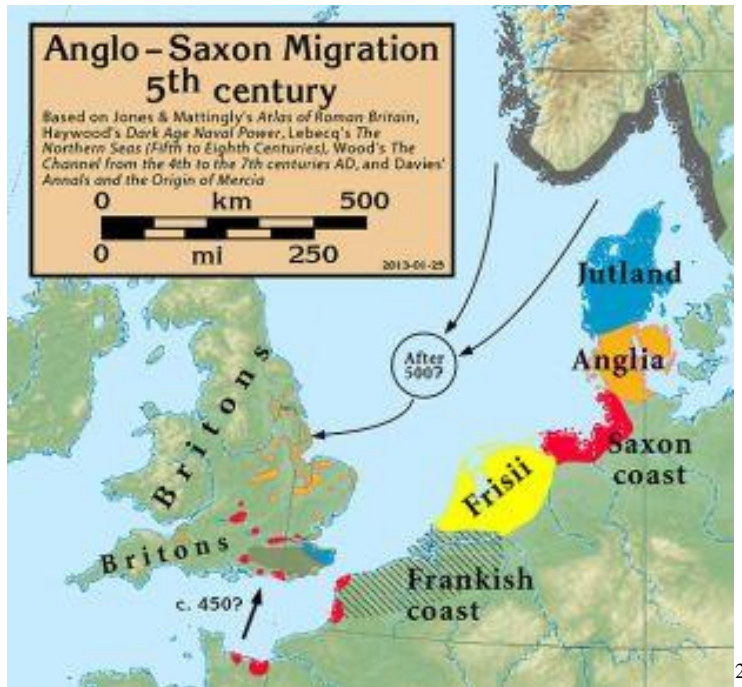 Anglo – Saxon Migration
5th century
Based on Jones & Mattingly's Atlas of Roman Britain,
Haywood's Dark Age Naval Power, Lebecq's The
Northern Seas (Fifth to Eighth Centuries), Wood's The
Channel from the 4th to the 7th centuries AD, and Davies'
Annals and the Origin of Mercia
0 km 500
0 mi 250
2013-01-25
Jutland
After
500?
Anglia
Britons
Saxon
coast
Frisii
Britons
Frankish
coast
c. 450?
2